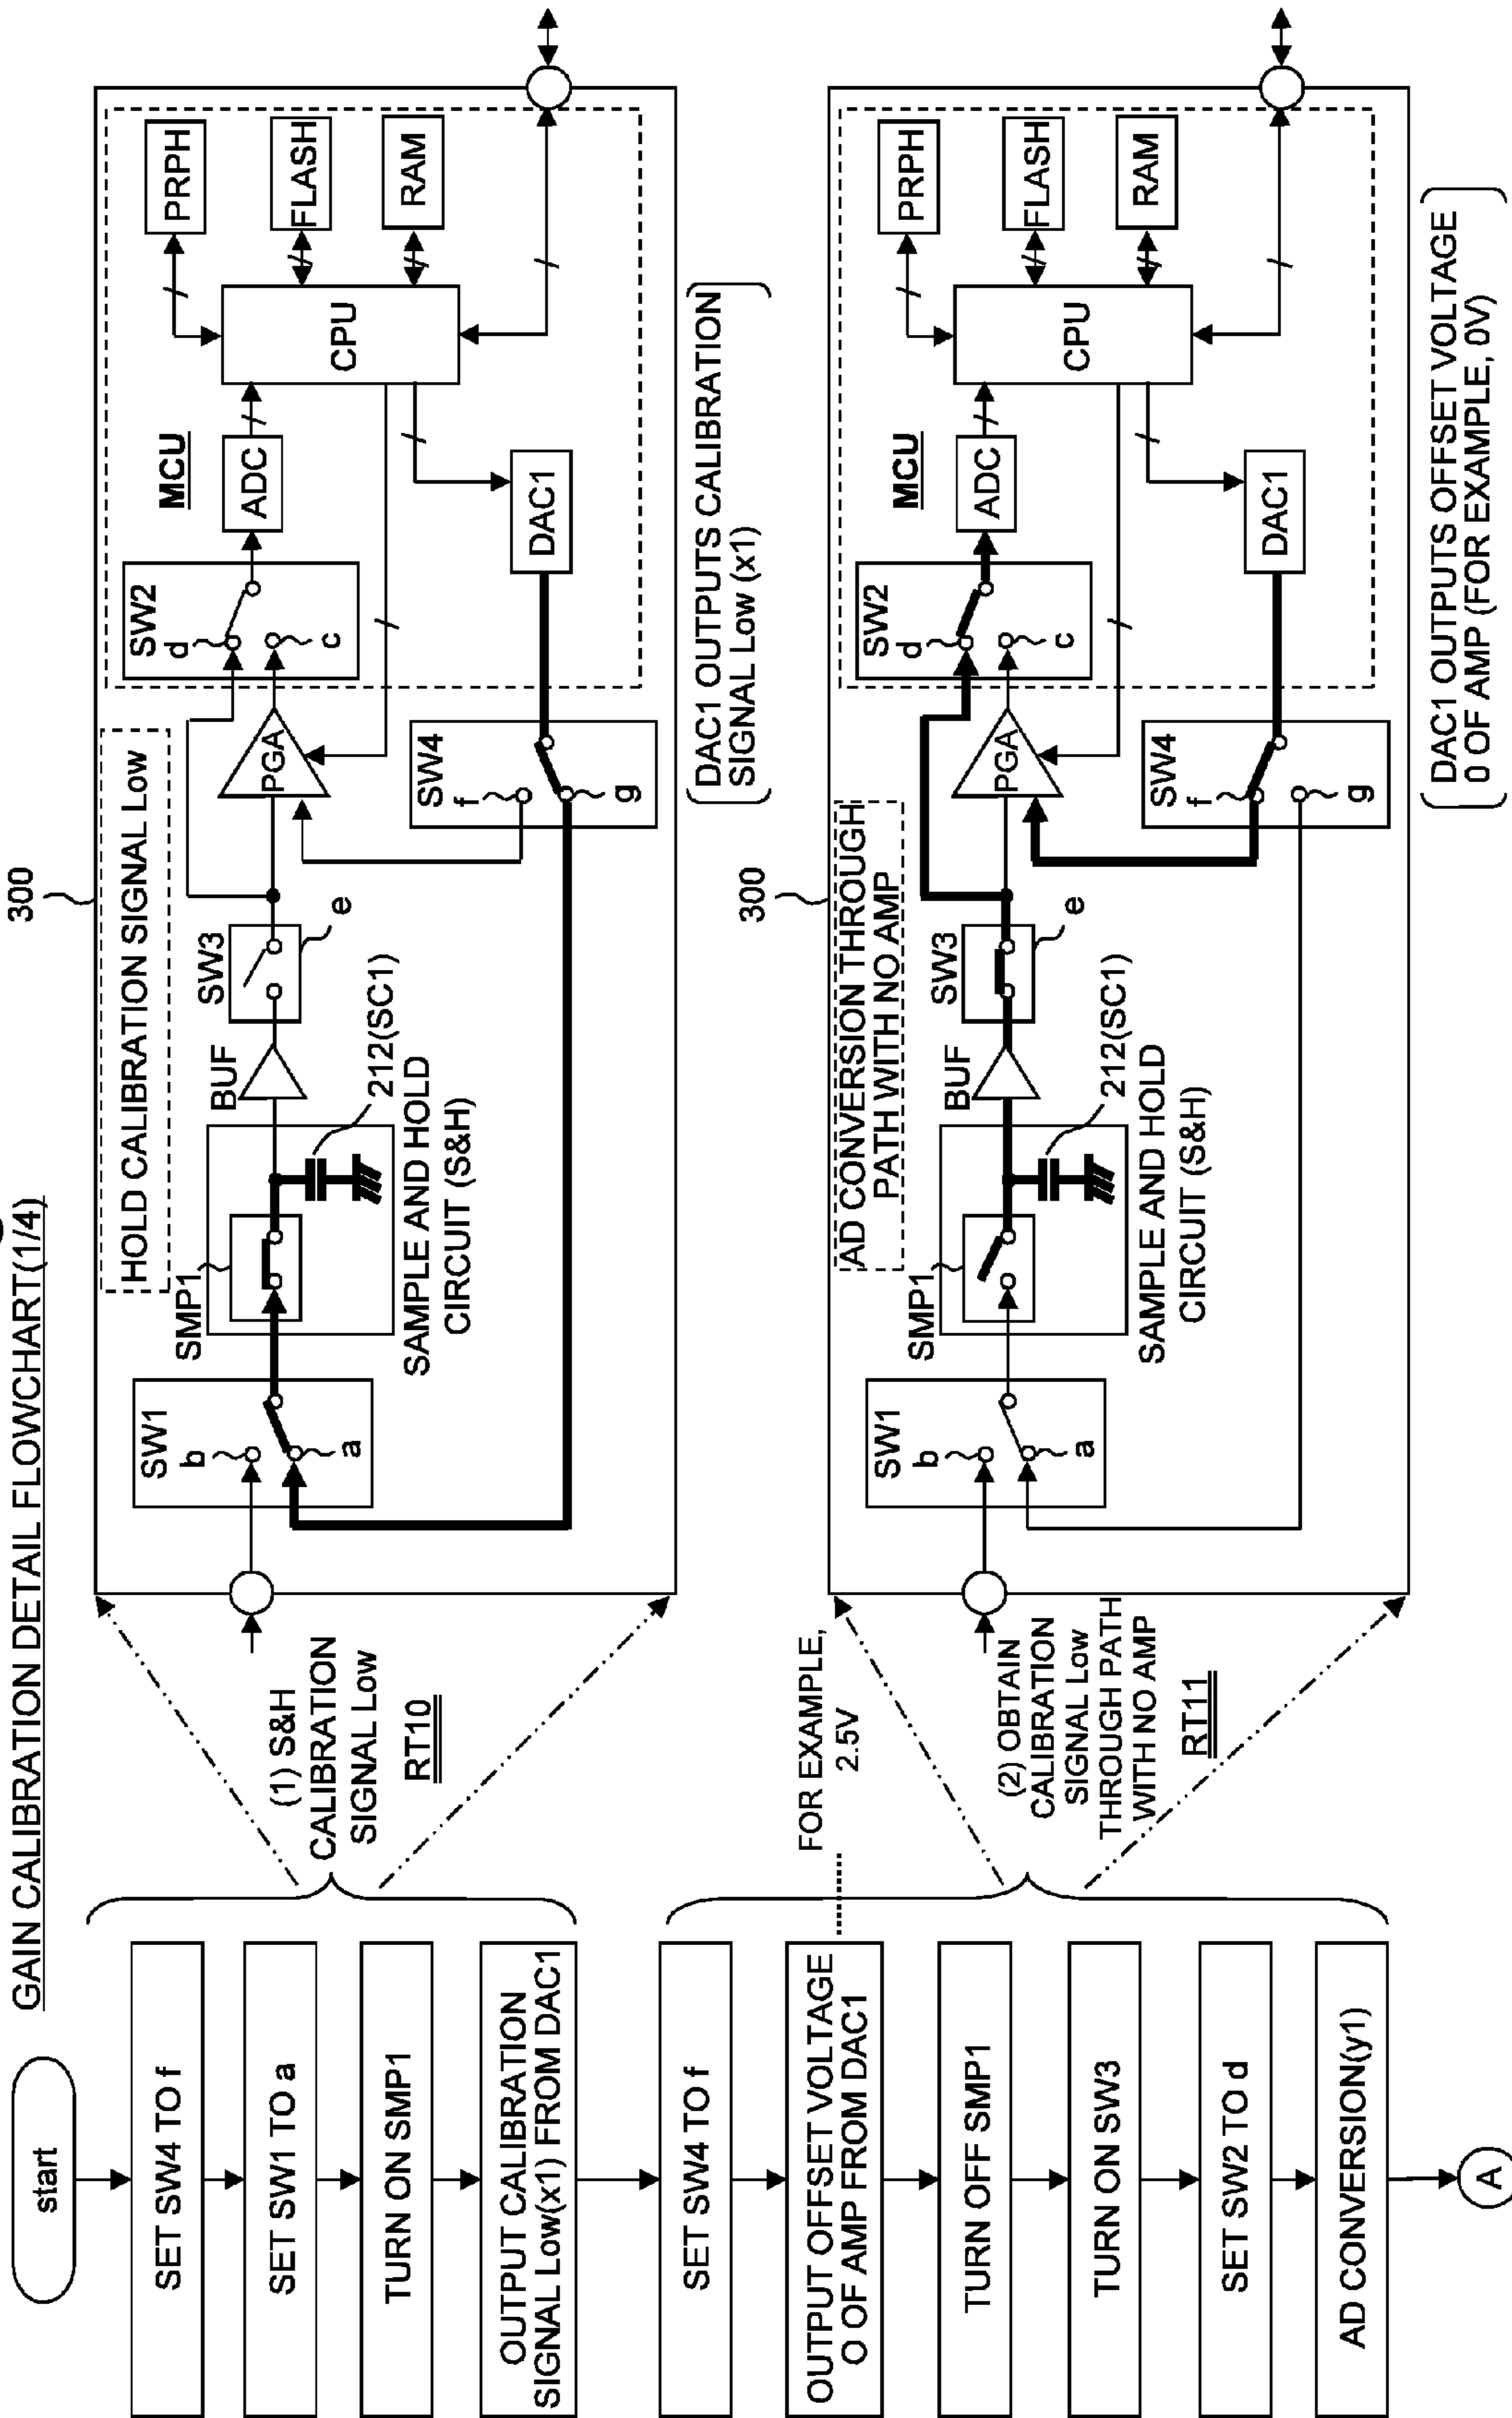 GAIN CALIBRATION DETAIL FLOWCHART(1/4)
start
SET SW4 TO f
SET SW1 TO a
TURN ON SMP1
OUTPUT CALIBRATION
SIGNAL Low(x1) FROM DAC1
SET SW4 TO f
OUTPUT OFFSET VOLTAGE
O OF AMP FROM DAC1
TURN OFF SMP1
TURN ON SW3
SET SW2 TO d
AD CONVERSION(y1)
A
(1) S&H
CALIBRATION
SIGNAL Low
RT10
FOR EXAMPLE,
2.5V
(2) OBTAIN
CALIBRATION
SIGNAL Low
THROUGH PATH
WITH NO AMP
RT11
300
HOLD CALIBRATION SIGNAL Low
SW1
b
a
SMP1
212(SC1)
SAMPLE AND HOLD
CIRCUIT (S&H)
BUF
SW3
e
PGA
SW4
f
g
SW2
d
c
MCU
ADC
DAC1
CPU
PRPH
FLASH
RAM
DAC1 OUTPUTS CALIBRATION
SIGNAL Low (x1)
300
AD CONVERSION THROUGH
PATH WITH NO AMP
SW1
b
a
SMP1
212(SC1)
SAMPLE AND HOLD
CIRCUIT (S&H)
BUF
SW3
e
PGA
SW4
f
g
SW2
d
c
MCU
ADC
DAC1
CPU
PRPH
FLASH
RAM
DAC1 OUTPUTS OFFSET VOLTAGE
0 OF AMP (FOR EXAMPLE, 0V)